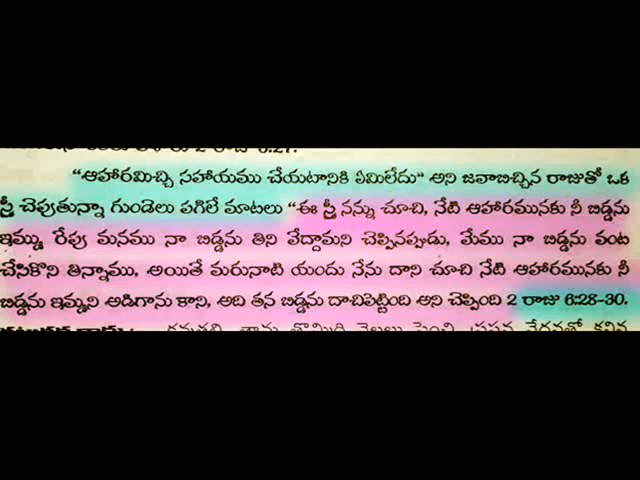 "ఆహారమిచ్చి సహాయము చేయటానికి ఏమిలేదు" అని జవాబిచ్చిన రాజుతో ఒక
స్త్రీ చెవుతున్నా గుండెలు పగిలే మాటలు "ఈ స్త్రీ నన్ను చూచి, నేటి ఆహారమునకు నీ బిడ్డను
ఇమ్ము రేపు మనము నా బిడ్డను తిని వేద్దామని చెప్పినప్పుడు, మేము నా బిడ్డను వంట
చేసికొని తిన్నాము, అయితే మరునాటి యందు నేను దాని చూచి నేటి ఆహారమునకు నీ
బిడ్డను ఇమ్మని అడిగాను కాని, అది తన బిడ్డను దాచిపెట్టింది అని చెప్పింది 2 రాజు 6:28-30.